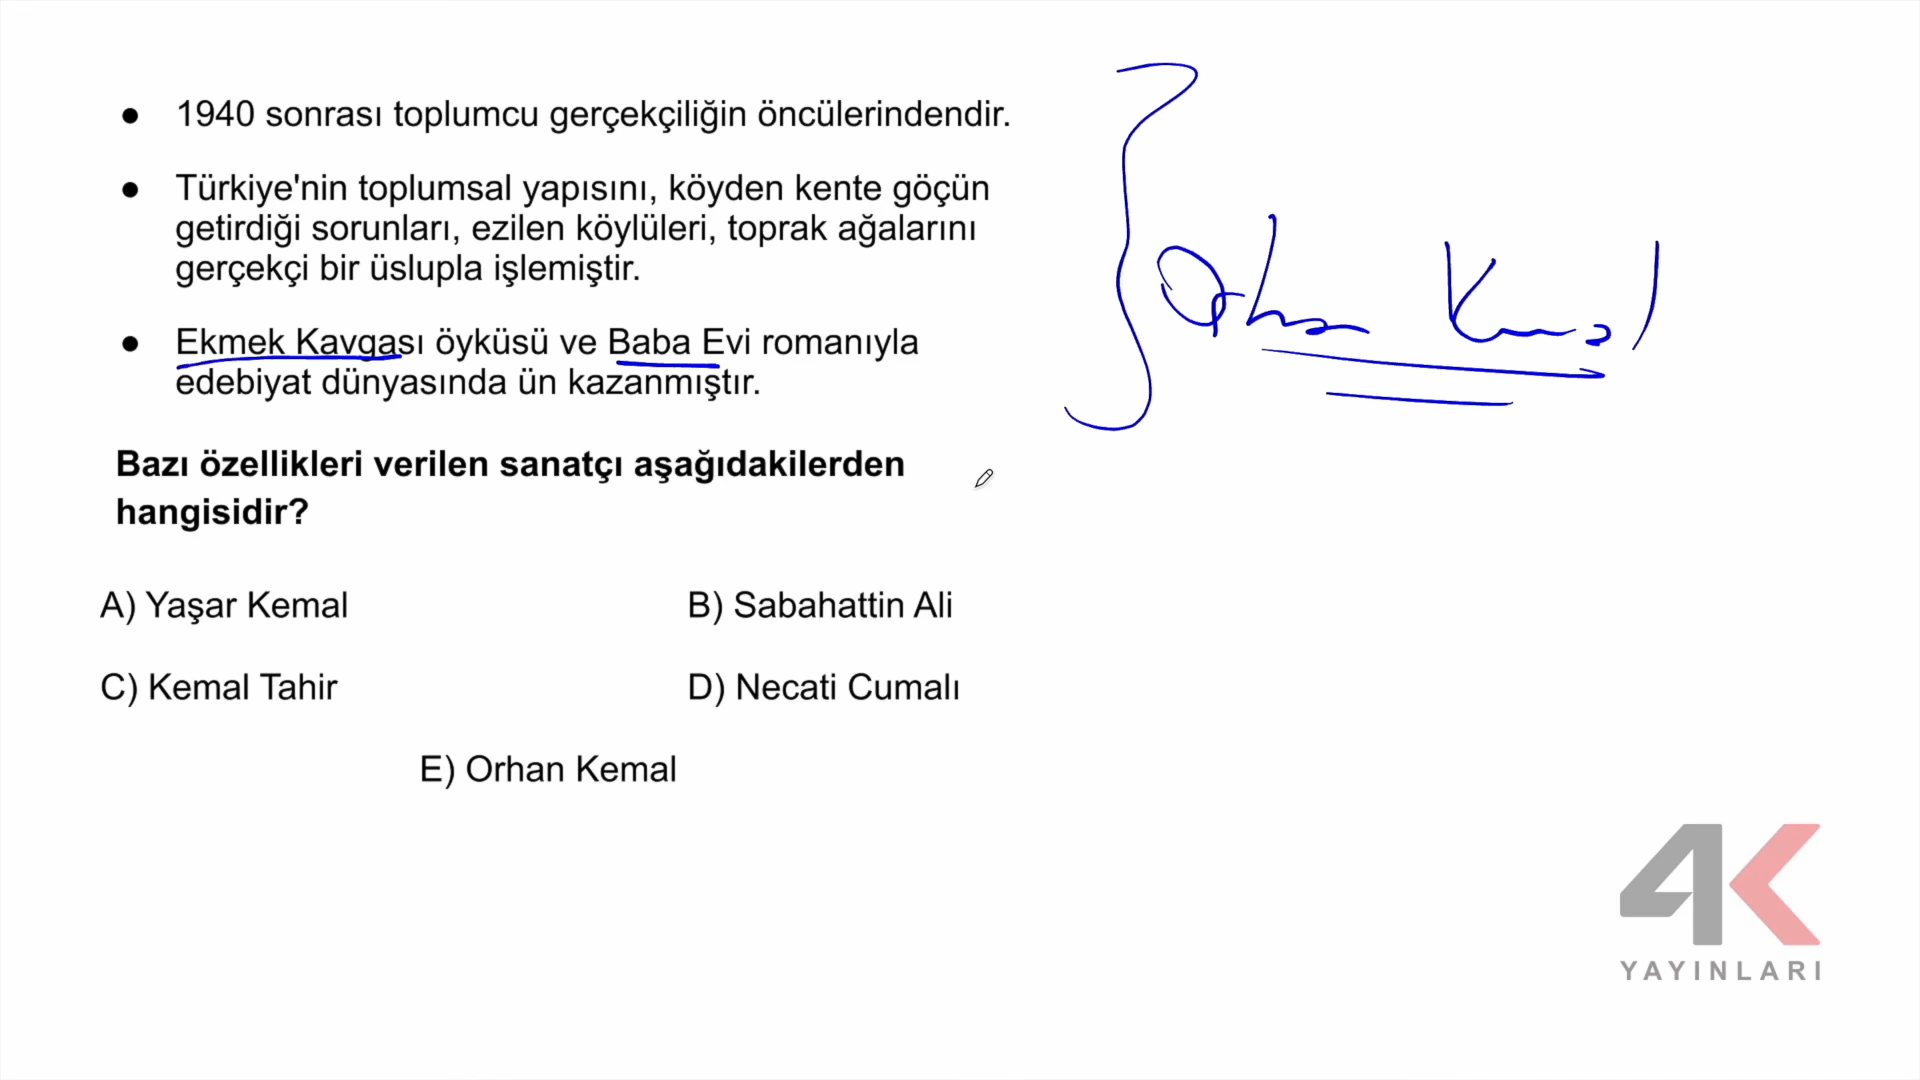 ● 1940 sonrası toplumcu gerçekçiliğin öncülerindendir.
● Türkiye'nin toplumsal yapısını, köyden kente göçün
getirdiği sorunları, ezilen köylüleri, toprak ağalarını
gerçekçi bir üslupla işlemiştir.
● Ekmek Kavgası öyküsü ve Baba Evi romanıyla
edebiyat dünyasında ün kazanmıştır.
Orhan Kemal
Bazı özellikleri verilen sanatçı aşağıdakilerden
hangisidir?
A) Yaşar Kemal
B) Sabahattin Ali
C) Kemal Tahir
D) Necati Cumalı
E) Orhan Kemal
4K
YAYINLARI